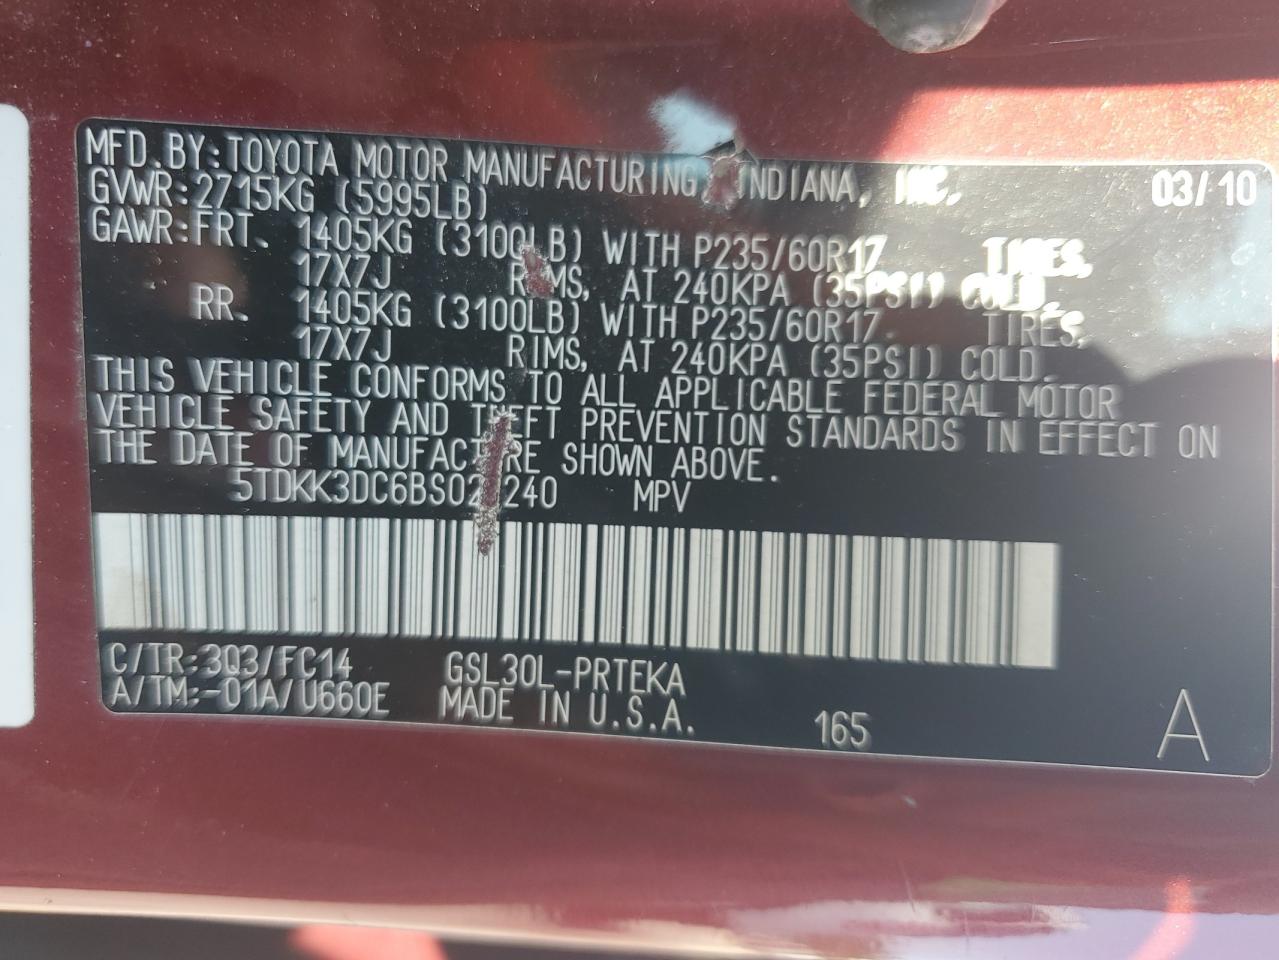 MFD.BY:TOYOTA MOTOR MANUFACTURING INDIANA, INC. 03/10
GVWR:2715KG (5995LB)
GAWR:FRT. 1405KG (3100LB) WITH P235/60R17 TIRES,
17X7J RIMS, AT 240KPA (35PSI) COLD.
RR. 1405KG (3100LB) WITH P235/60R17 TIRES,
17X7J RIMS, AT 240KPA (35PSI) COLD.
THIS VEHICLE CONFORMS TO ALL APPLICABLE FEDERAL MOTOR
VEHICLE SAFETY AND THEFT PREVENTION STANDARDS IN EFFECT ON
THE DATE OF MANUFACTURE SHOWN ABOVE.
MPV
C/TR:3Q3/FC14 GSL30L-PRTEKA
A/TM:-01A/U660E MADE IN U.S.A. 165 A